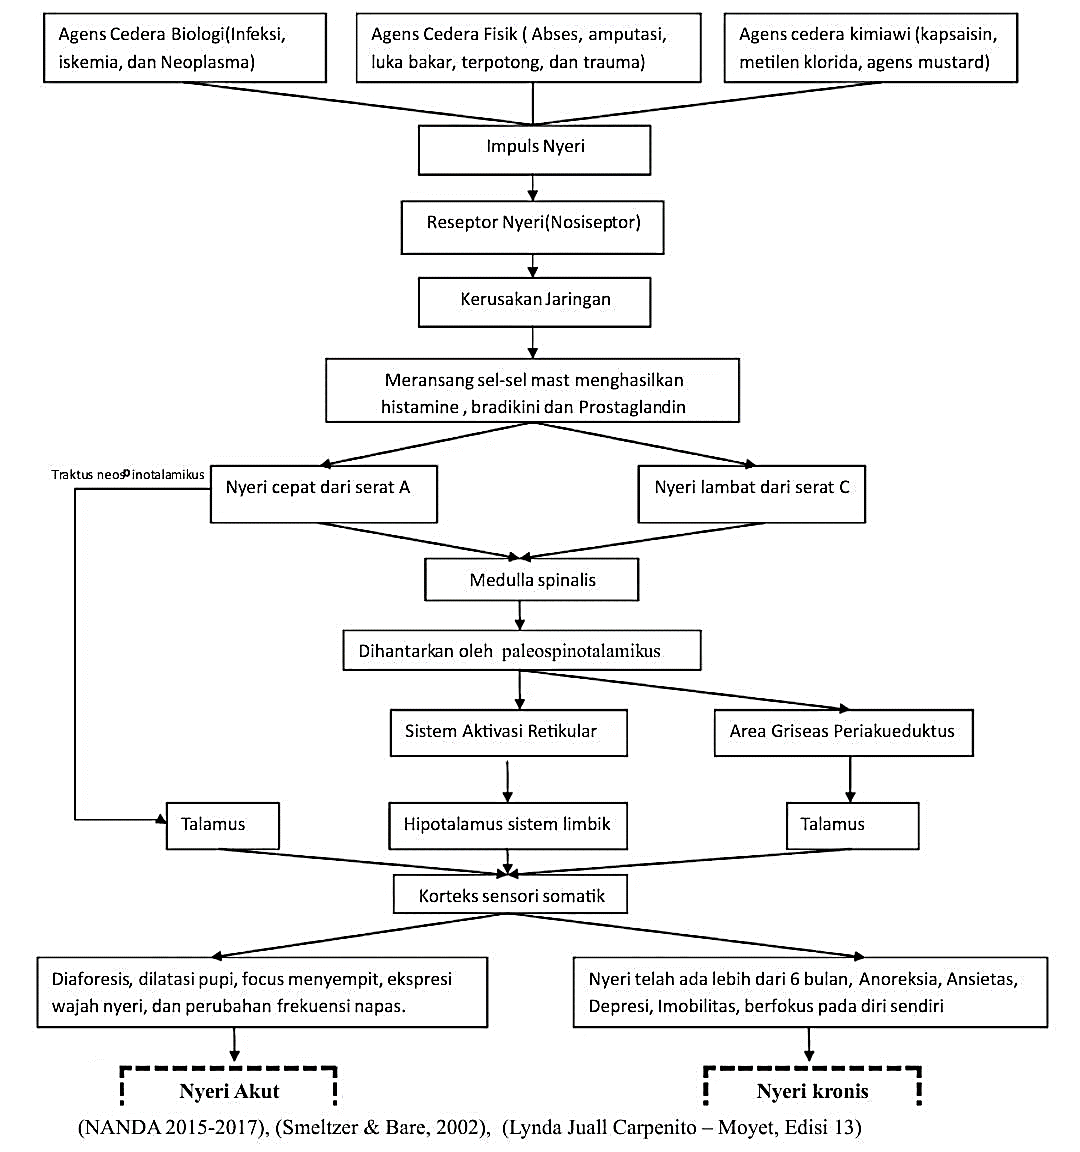 Agens Cedera Biologi(Infeksi,
iskemia, dan Neoplasma)
Agens Cedera Fisik ( Abses, amputasi,
luka bakar, terpotong, dan trauma)
Agens cedera kimiawi (kapsaisin,
metilen klorida, agens mustard)
Impuls Nyeri
Reseptor Nyeri(Nosiseptor)
Kerusakan Jaringan
Meransang sel-sel mast menghasilkan
histamine , bradikini dan Prostaglandin
Traktus neospinotalamikus
Nyeri cepat dari serat A
Nyeri lambat dari serat C
Medulla spinalis
Dihantarkan oleh paleospinotalamikus
Sistem Aktivasi Retikular
Area Griseas Periakueduktus
Talamus
Hipotalamus sistem limbik
Talamus
Korteks sensori somatik
Diaforesis, dilatasi pupi, focus menyempit, ekspresi
wajah nyeri, dan perubahan frekuensi napas.
Nyeri telah ada lebih dari 6 bulan, Anoreksia, Ansietas,
Depresi, Imobilitas, berfokus pada diri sendiri
Nyeri Akut
Nyeri kronis
(NANDA 2015-2017), (Smeltzer & Bare, 2002), (Lynda Juall Carpenito – Moyet, Edisi 13)